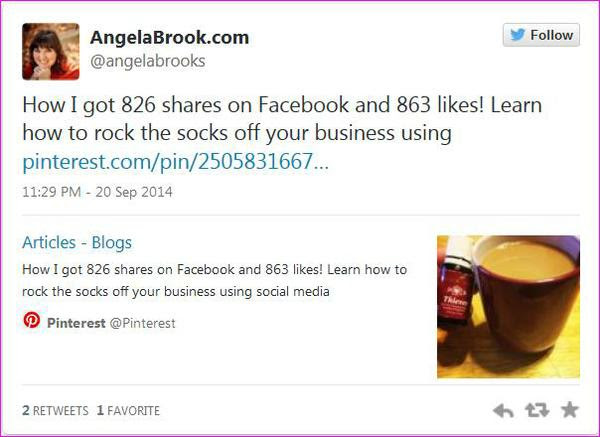 AngelaBrook.com
@angelabrooks
Follow
How I got 826 shares on Facebook and 863 likes! Learn
how to rock the socks off your business using
pinterest.com/pin/2505831667...
11:29 PM - 20 Sep 2014
Articles - Blogs
How I got 826 shares on Facebook and 863 likes! Learn how to
rock the socks off your business using social media
Pinterest @Pinterest
Thieves
2 RETWEETS 1 FAVORITE